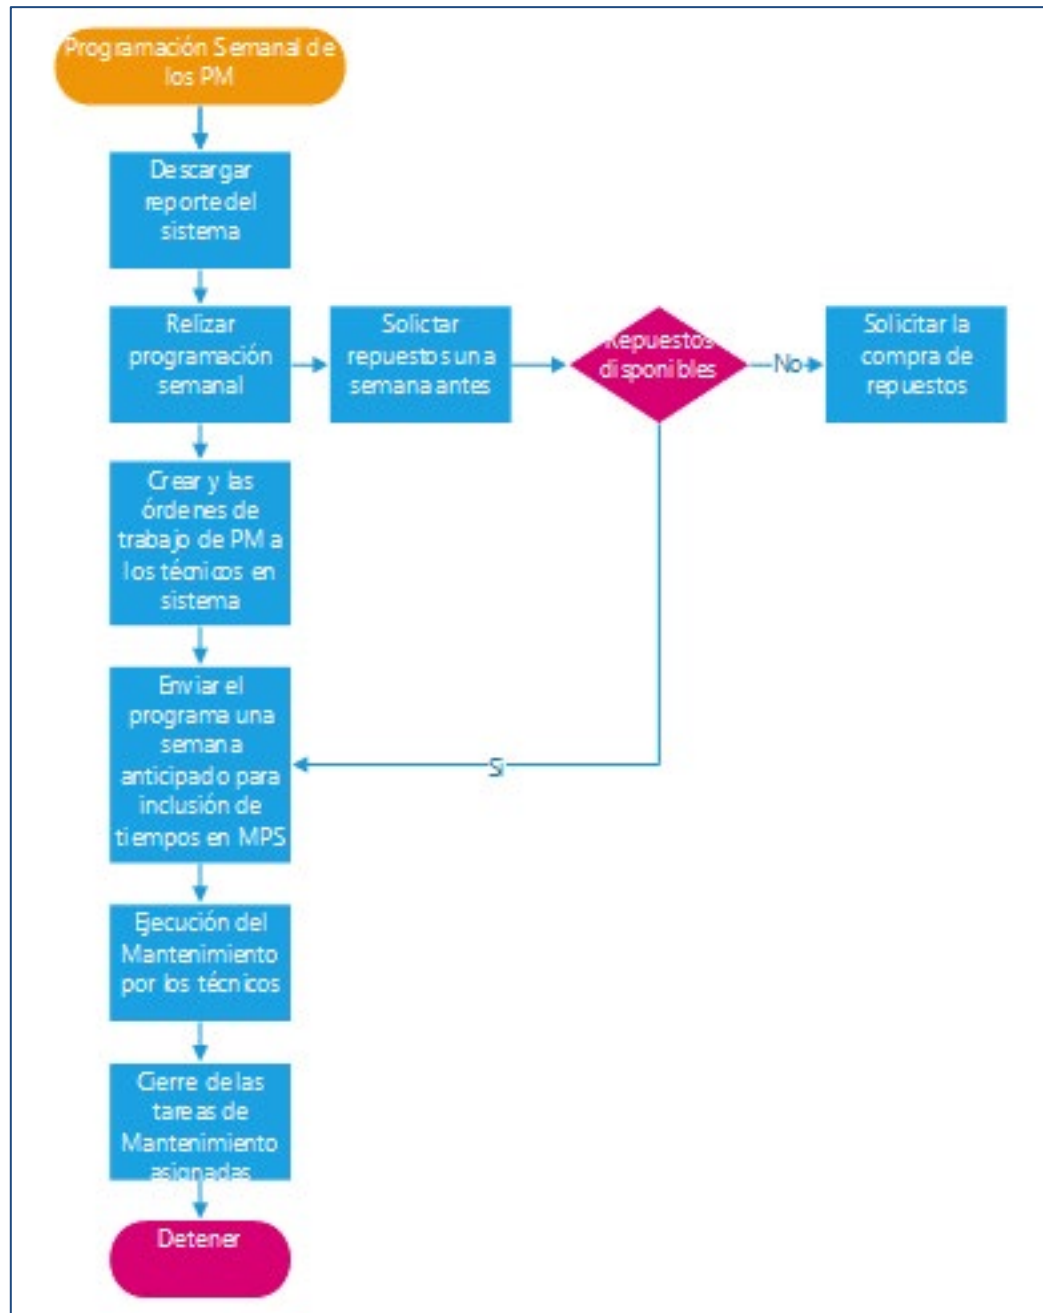 Programación Semanal de
los PM
Descargar
reporte del
sistema
Relizar
programación
semanal
Solictar
repuestos una
semana antes
Repuestos
disponibles
No
Solicitar la
compra de
repuestos
Crear y las
órdenes de
trabajo de PM a
los técnicos en
sistema
Enviar el
programa una
semana
anticipado para
inclusión de
tiempos en MPS
Si
Ejecución del
Mantenimiento
por los técnicos
Cierre de las
tareas de
Mantenimiento
asignadas
Detener